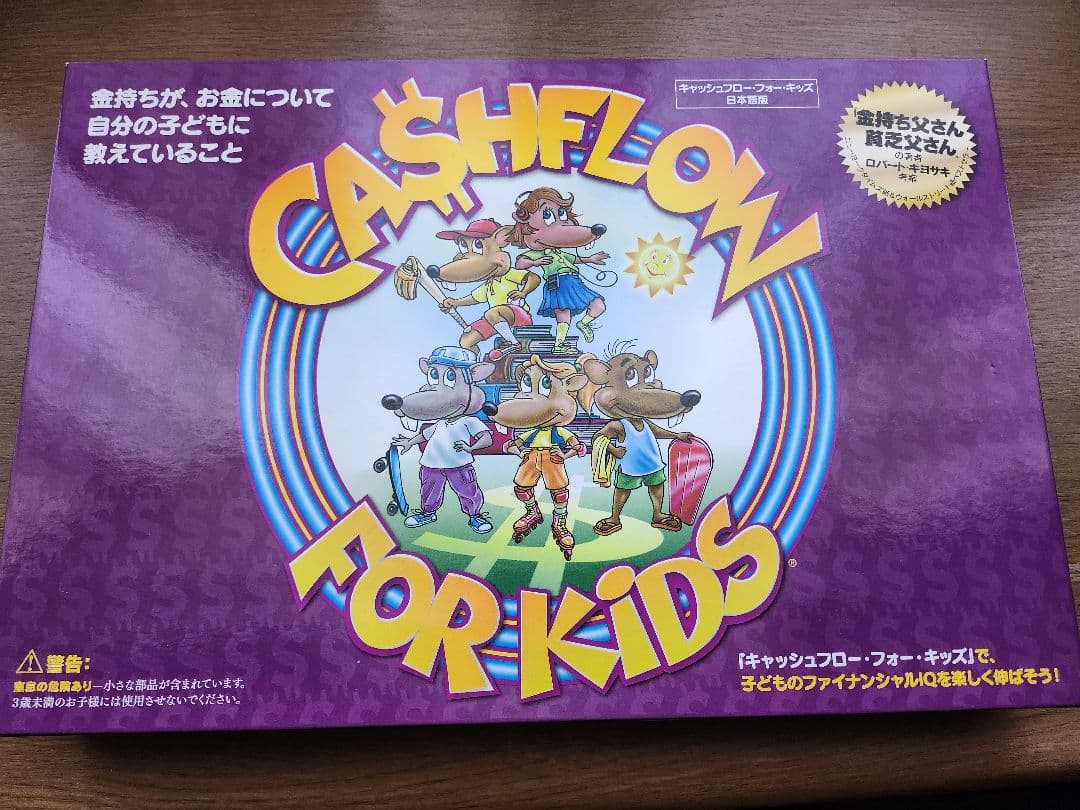 金持ちが、お金について
自分の子どもに
教えていること
CA$HFLOW
FOR KiDS
®
キャッシュフロー・フォー・キッズ
日本語版
『金持ち父さん
貧乏父さん』
の著者
ロバート・キヨサキ
考案
警告:
窒息の危険あり―小さな部品が含まれています。
3歳未満のお子様には使用させないでください。
『キャッシュフロー・フォー・キッズ』で、
子どものファイナンシャルIQを楽しく伸ばそう!